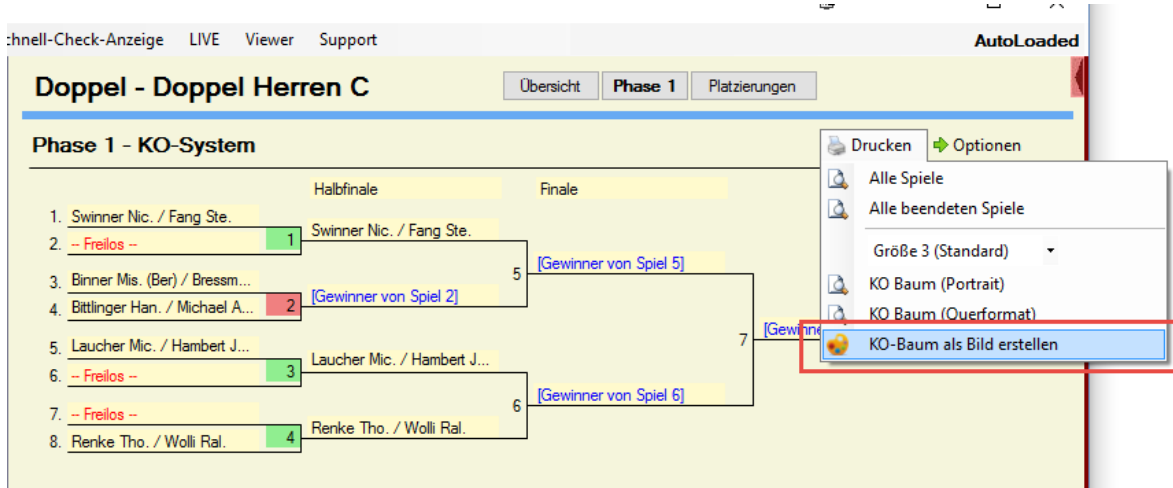 chnell-Check-Anzeige LIVE Viewer Support AutoLoaded
Doppel - Doppel Herren C Übersicht Phase 1 Platzierungen
Phase 1 - KO-System Drucken Optionen
Halbfinale Finale
Alle Spiele
Alle beendeten Spiele
Größe 3 (Standard)
KO Baum (Portrait)
KO Baum (Querformat)
KO-Baum als Bild erstellen
1. Swinner Nic. / Fang Ste.
2. -- Freilos -- 1
Swinner Nic. / Fang Ste.
3. Binner Mis. (Ber) / Bressm...
4. Bittlinger Han. / Michael A... 2
[Gewinner von Spiel 2]
5
[Gewinner von Spiel 5]
5. Laucher Mic. / Hambert J...
6. -- Freilos -- 3
Laucher Mic. / Hambert J...
7. -- Freilos --
8. Renke Tho. / Wolli Ral. 4
Renke Tho. / Wolli Ral.
6
[Gewinner von Spiel 6]
7
[Gewinne